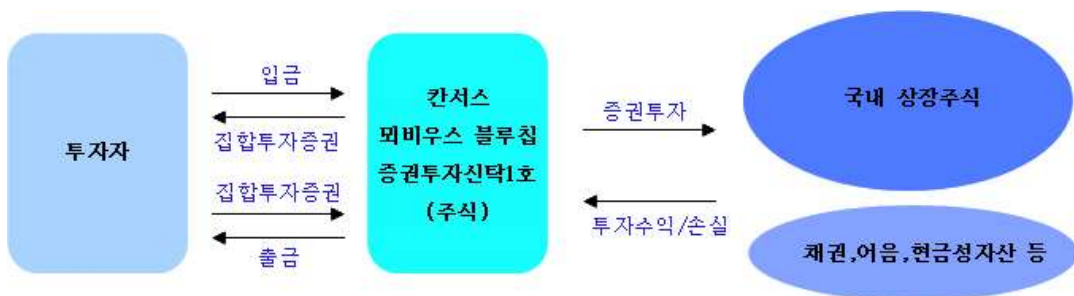 투자자
입금
집합투자증권
집합투자증권
출금
칸서스
뫼비우스 블루칩
증권투자신탁1호
(주식)
증권투자
투자수익/손실
국내 상장주식
채권,어음,현금성자산 등